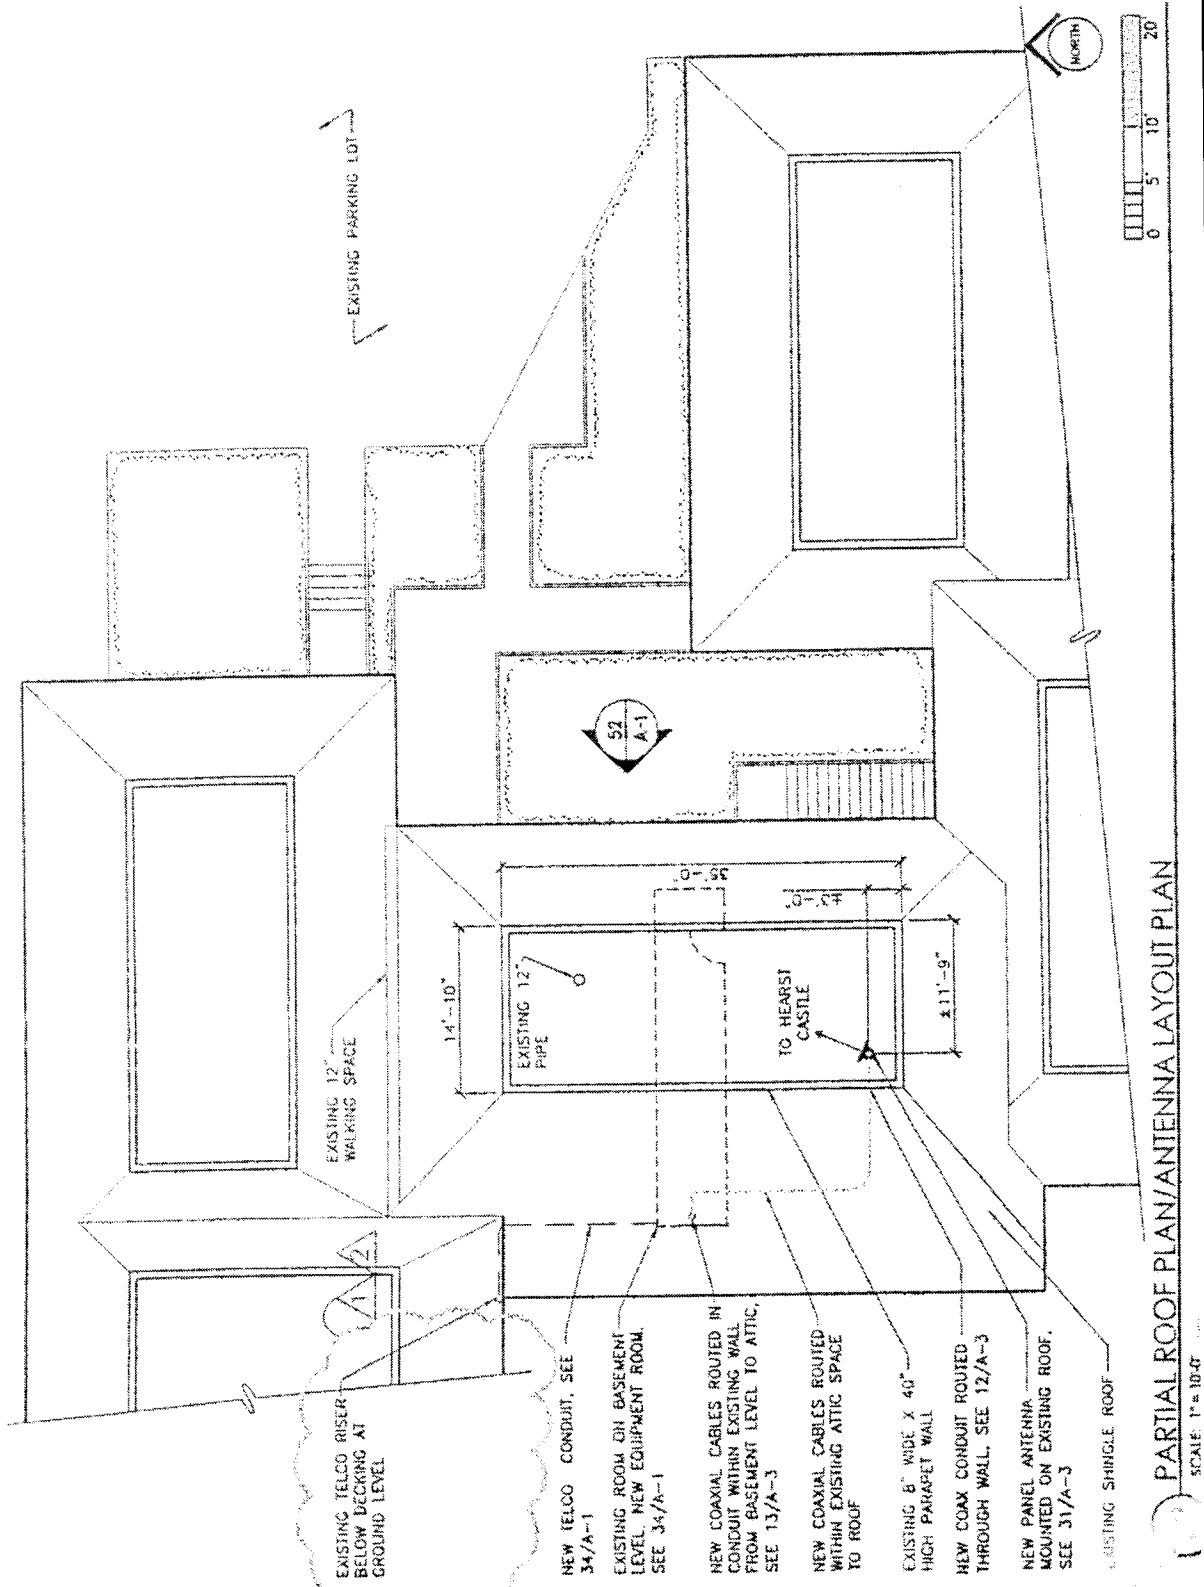 EXISTING PARKING LOT
NORTH
0 5' 10' 20'
52
A-1
EXISTING 12"
WALKING SPACE
14'-10"
35'-0"
EXISTING 12"
PIPE
TO HEARST
CASTLE
±3'-0"
±11'-9"
1
2
EXISTING TELCO RISER
BELOW DECKING AT
GROUND LEVEL
NEW TELCO CONDUIT, SEE
34/A-1
EXISTING ROOM ON BASEMENT
LEVEL, NEW EQUIPMENT ROOM,
SEE 34/A-1
NEW COAXIAL CABLES ROUTED IN
CONDUIT WITHIN EXISTING WALL
FROM BASEMENT LEVEL TO ATTIC,
SEE 13/A-3
NEW COAXIAL CABLES ROUTED
WITHIN EXISTING ATTIC SPACE
TO ROOF
EXISTING 8" WIDE X 40"
HIGH PARAPET WALL
NEW COAX CONDUIT ROUTED
THROUGH WALL, SEE 12/A-3
NEW PANEL ANTENNA
MOUNTED ON EXISTING ROOF,
SEE 31/A-3
EXISTING SHINGLE ROOF
PARTIAL ROOF PLAN/ANTENNA LAYOUT PLAN
SCALE: 1" = 10'-0"